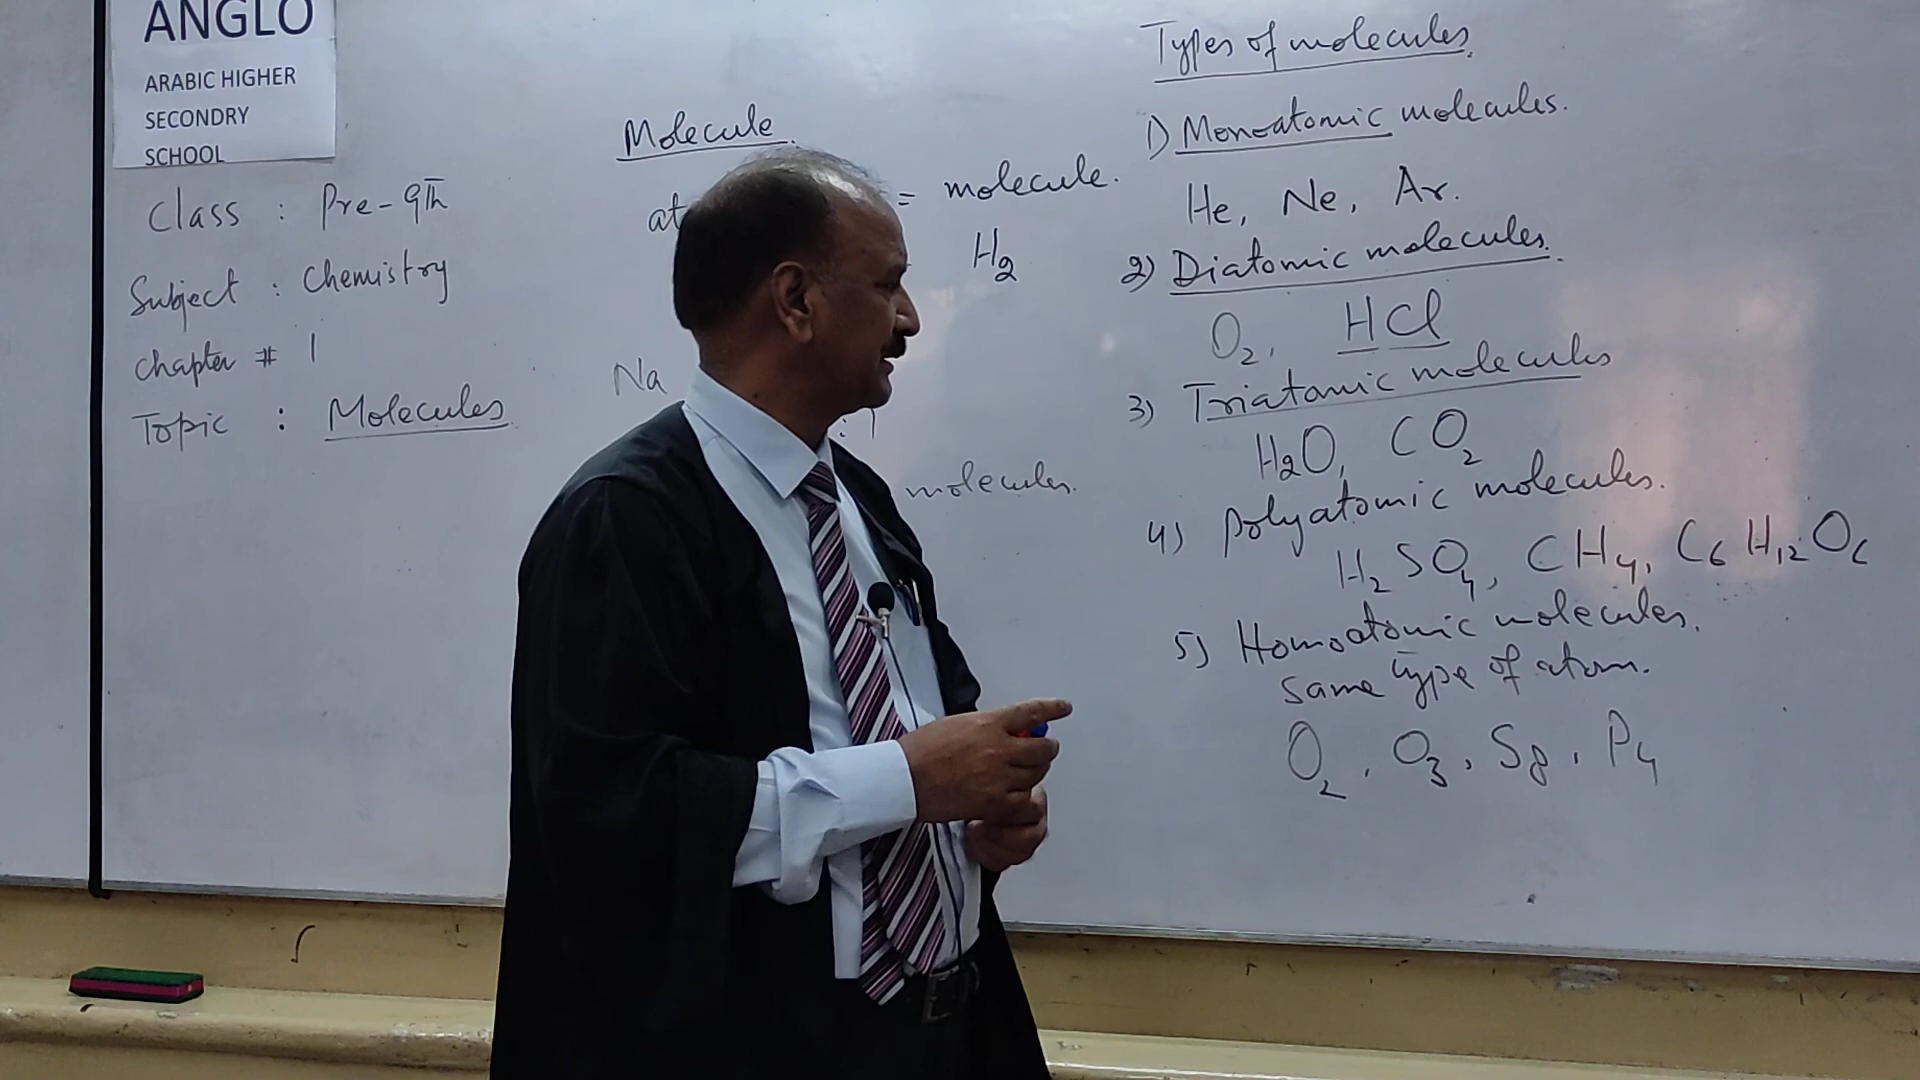 ANGLO
ARABIC HIGHER
SECONDRY
SCHOOL
Class : Pre-9th
Subject : Chemistry
Chapter # 1
Topic : Molecules
Molecule
= molecule.
H2
Na
molecules.
Types of molecules.
1) Monoatomic molecules.
He, Ne, Ar.
2) Diatomic molecules.
O2, HCl
3) Triatomic molecules
H2O, CO2
4) Polyatomic molecules.
H2SO4, CH4, C6H12O6
5) Homoatomic molecules.
same type of atom.
O2, O3, S8, P4